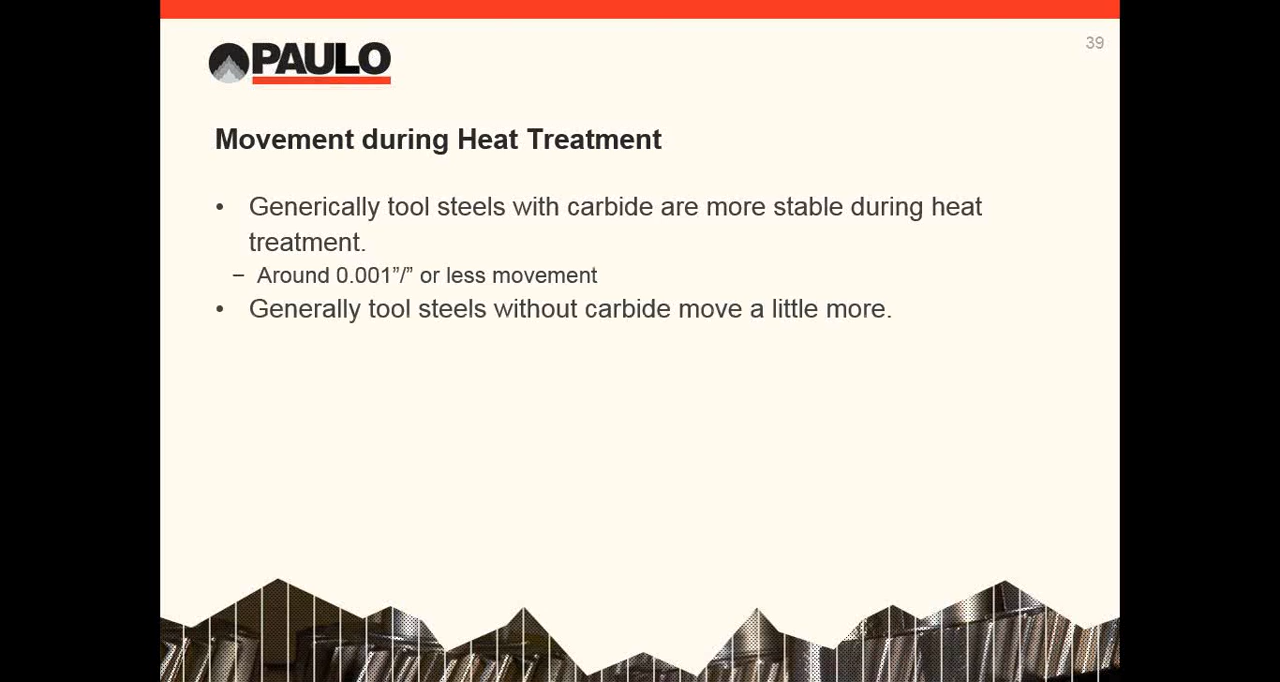 39
PAULO
Movement during Heat Treatment
• Generically tool steels with carbide are more stable during heat
treatment.
− Around 0.001”/” or less movement
• Generally tool steels without carbide move a little more.